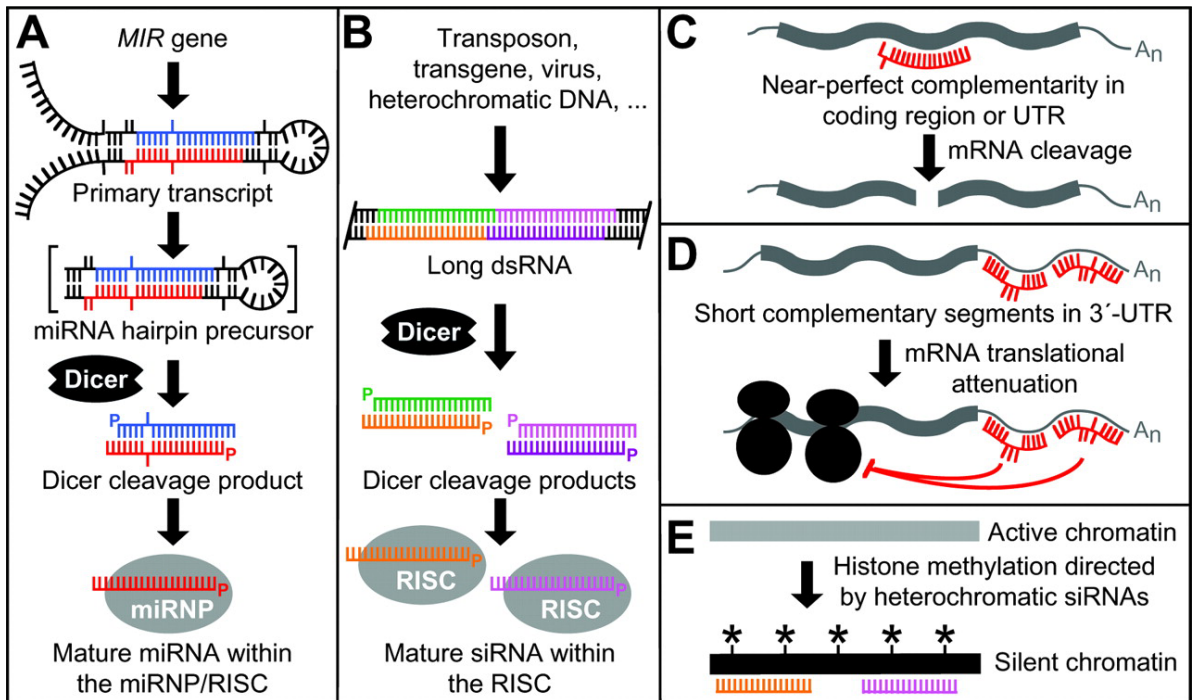 A
MIR gene
Primary transcript
miRNA hairpin precursor
Dicer
P
P
Dicer cleavage product
P
miRNP
Mature miRNA within
the miRNP/RISC
B
Transposon,
transgene, virus,
heterochromatic DNA, ...
Long dsRNA
Dicer
P
P
P
P
Dicer cleavage products
P
RISC
P
RISC
Mature siRNA within
the RISC
C
An
Near-perfect complementarity in
coding region or UTR
mRNA cleavage
An
D
An
Short complementary segments in 3´-UTR
mRNA translational
attenuation
An
E
Active chromatin
Histone methylation directed
by heterochromatic siRNAs
* * * * *
Silent chromatin